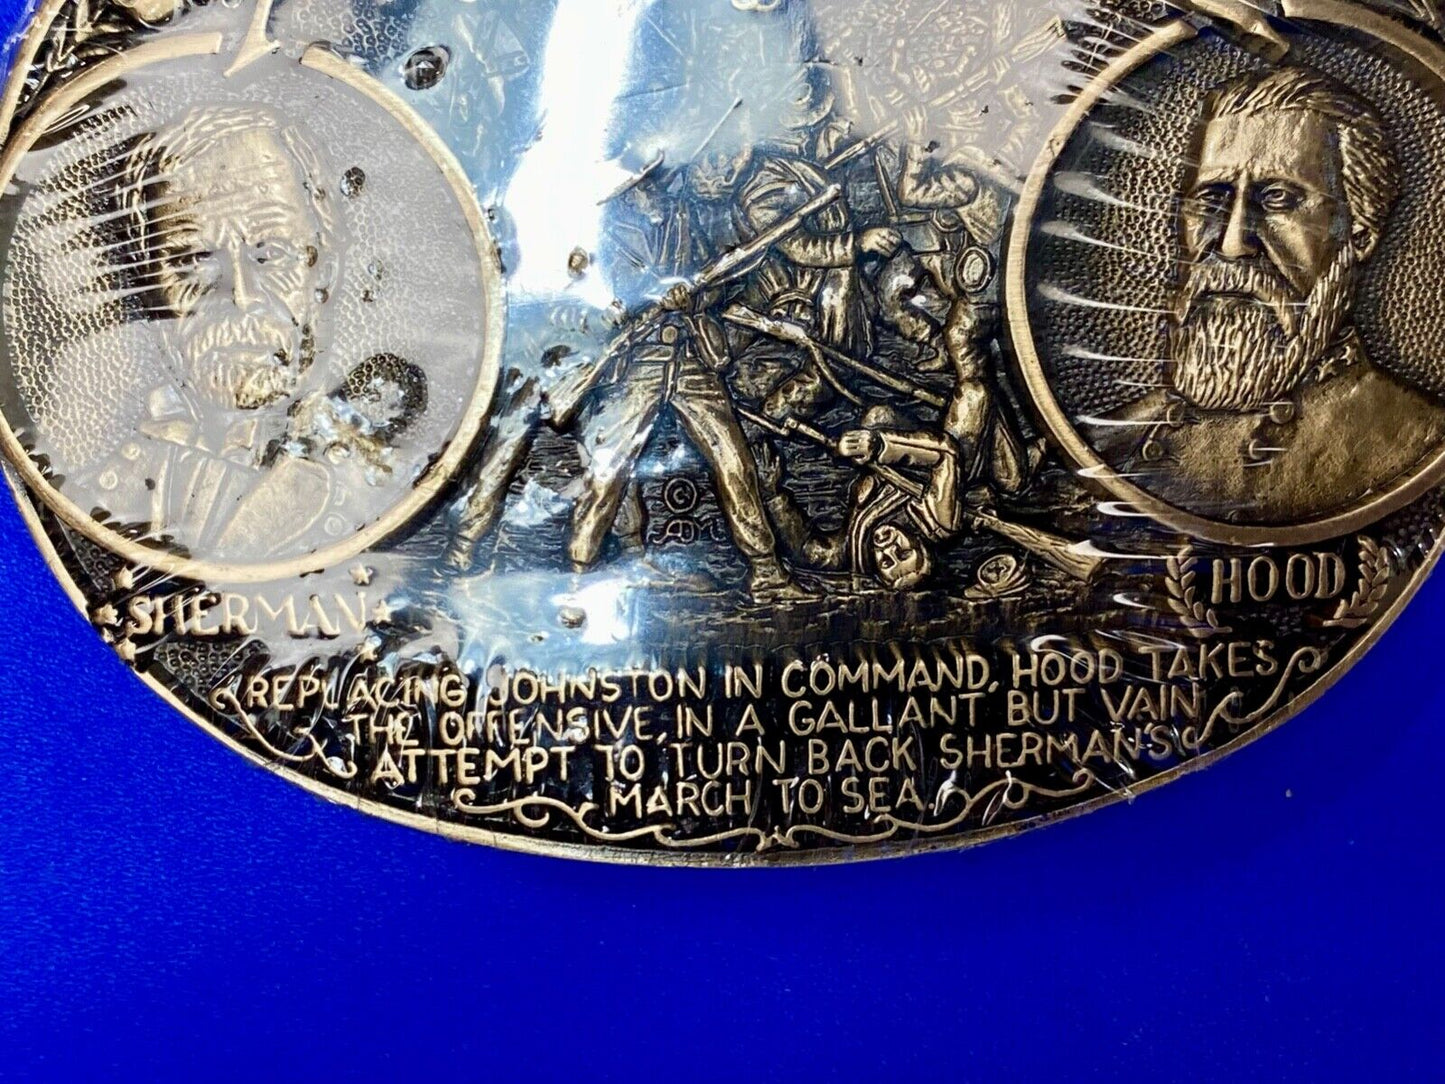 SHERMAN
HOOD
©
REPLACING JOHNSTON IN COMMAND, HOOD TAKES
THE OFFENSIVE, IN A GALLANT BUT VAIN
ATTEMPT TO TURN BACK SHERMAN'S
MARCH TO SEA.